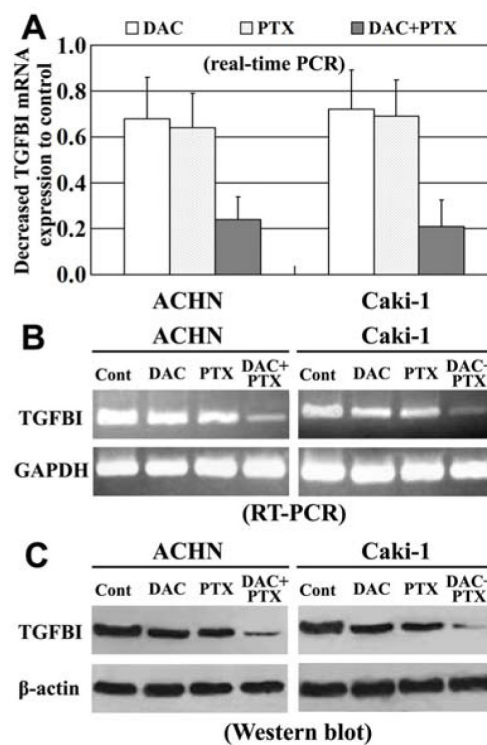 A
DAC PTX DAC+PTX
(real-time PCR)
Decreased TGFBI mRNA
expression to control
1.0
0.8
0.6
0.4
0.2
0.0
ACHN Caki-1
B
ACHN Caki-1
Cont DAC PTX DAC+
PTX
Cont DAC PTX DAC-
PTX
TGFBI
GAPDH
(RT-PCR)
C
ACHN Caki-1
Cont DAC PTX DAC+
PTX
Cont DAC PTX DAC-
PTX
TGFBI
β-actin
(Western blot)